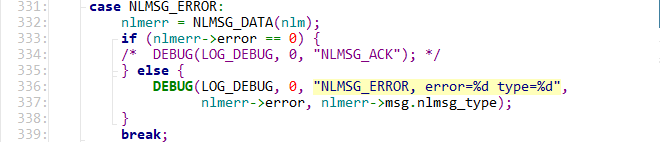 331: case NLMSG_ERROR:
332: nlmerr = NLMSG_DATA(nlm);
333: if (nlmerr->error == 0) {
334: /* DEBUG(LOG_DEBUG, 0, "NLMSG_ACK"); */
335: } else {
336: DEBUG(LOG_DEBUG, 0, "NLMSG_ERROR, error=%d type=%d",
337: nlmerr->error, nlmerr->msg.nlmsg_type);
338: }
339: break;